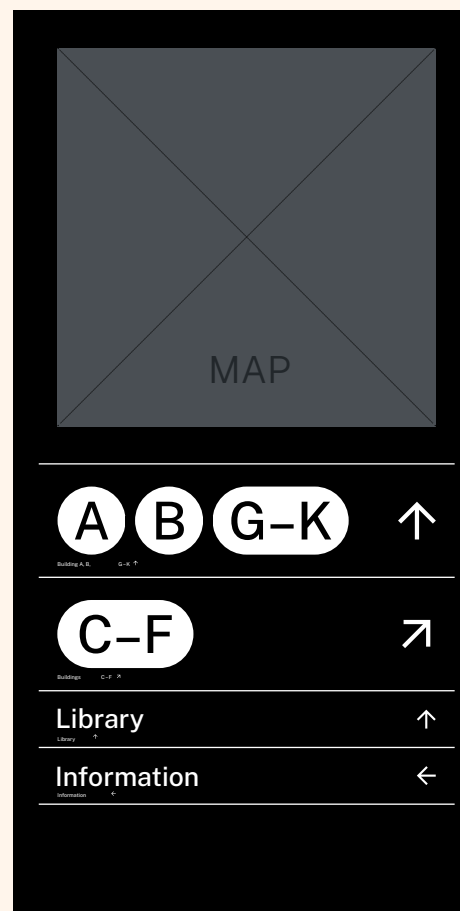 MAP
A B G–K ↑
Building A, B, G–K ↑
C–F ↗
Buildings C–F ↗
Library ↑
Library ↑
Information ←
Information ←